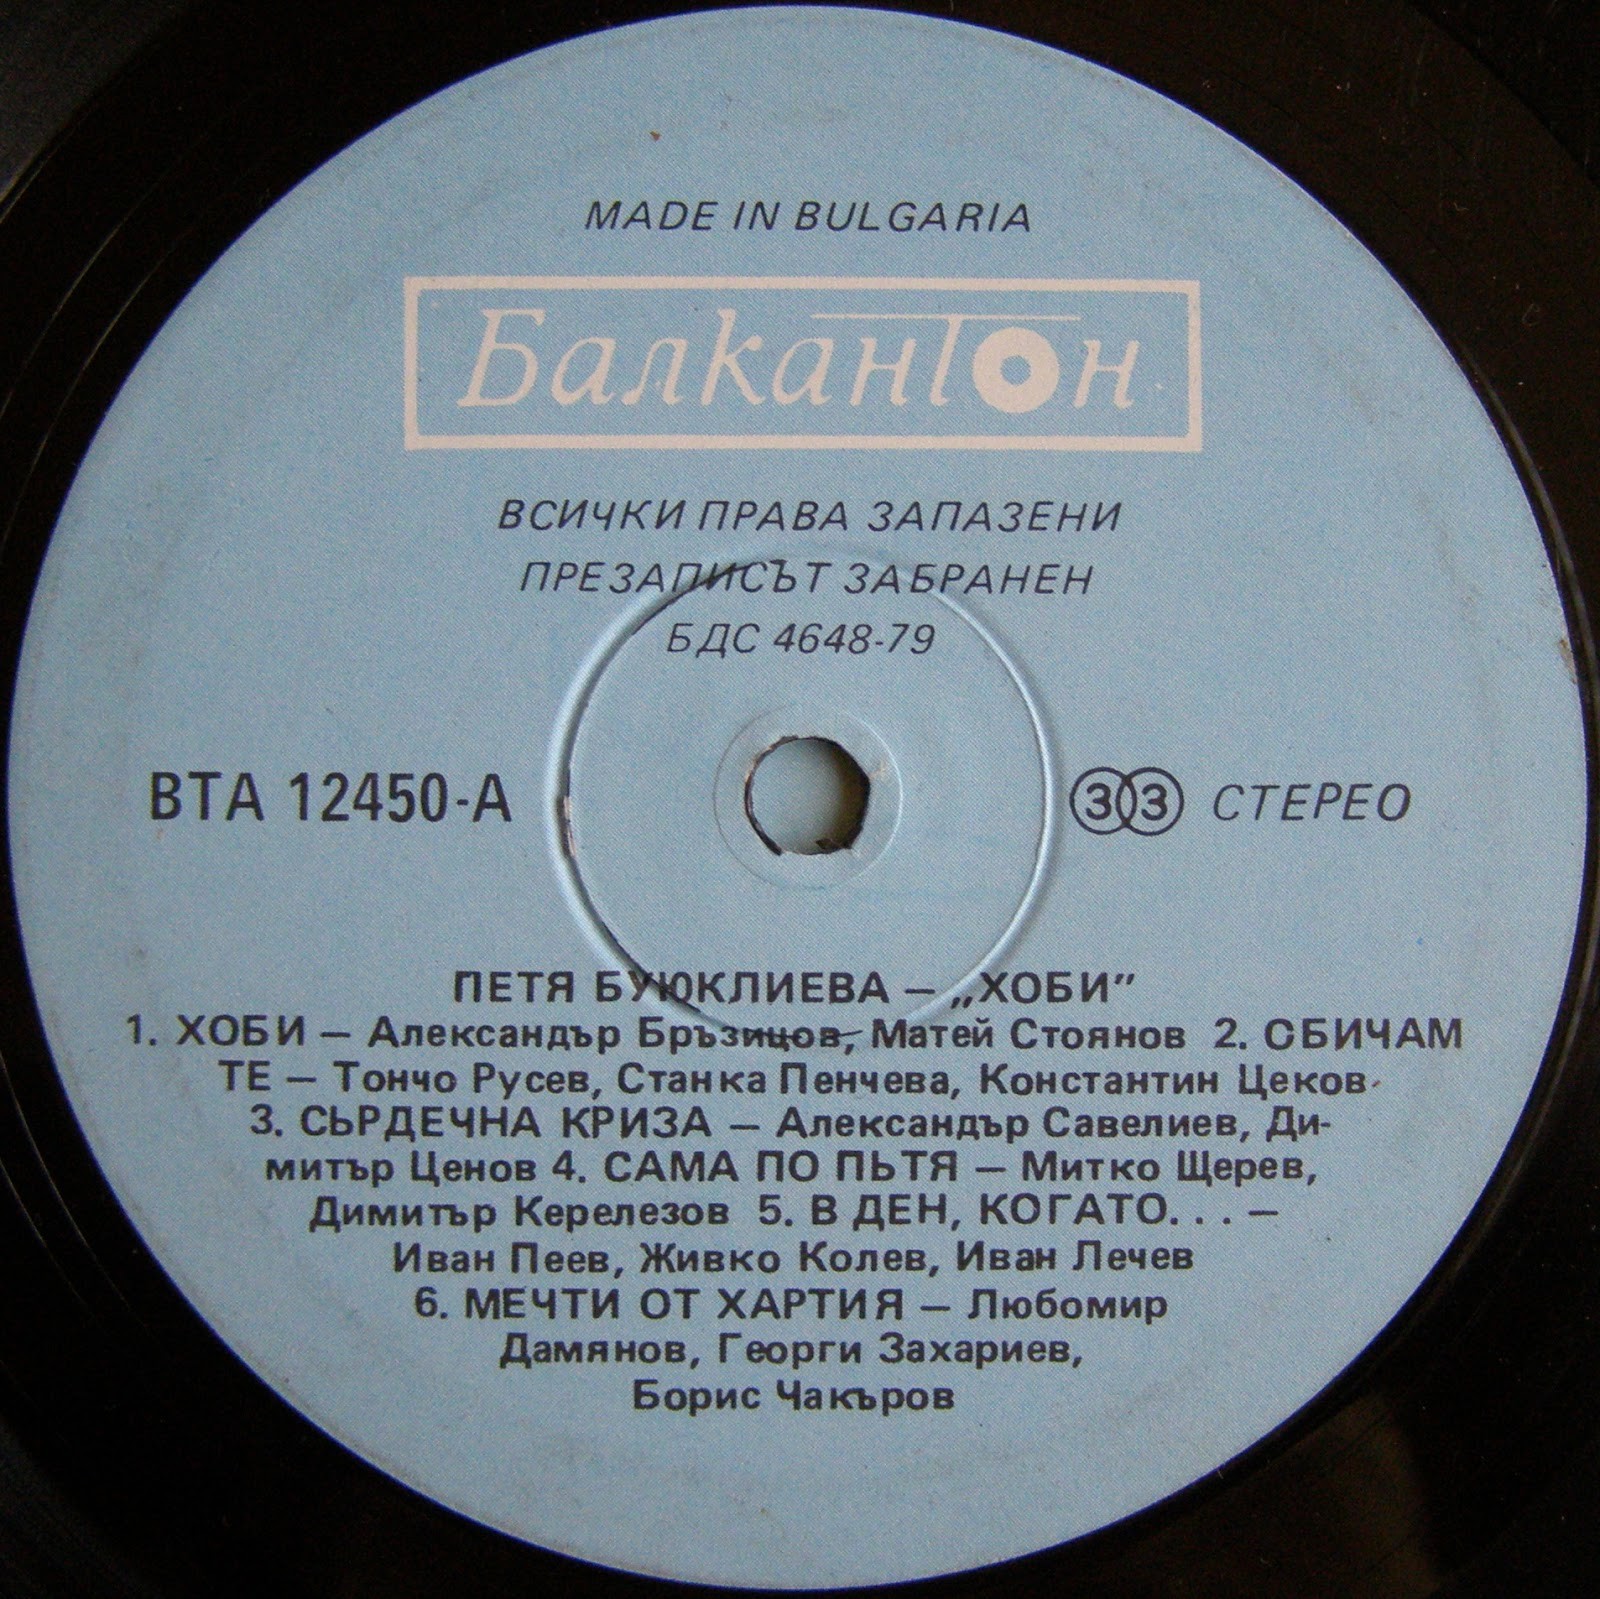 MADE IN BULGARIA
Балкантон
ВСИЧКИ ПРАВА ЗАПАЗЕНИ
ПРЕЗАПИСЪТ ЗАБРАНЕН
БДС 4648-79
ВТА 12450-А
33 СТЕРЕО
ПЕТЯ БУЮКЛИЕВА – „ХОБИ”
1. ХОБИ – Александър Бръзицов, Матей Стоянов 2. ОБИЧАМ
ТЕ – Тончо Русев, Станка Пенчева, Константин Цеков
3. СЪРДЕЧНА КРИЗА – Александър Савелиев, Ди-
митър Ценов 4. САМА ПО ПЪТЯ – Митко Щерев,
Димитър Керелезов 5. В ДЕН, КОГАТО. . . –
Иван Пеев, Живко Колев, Иван Лечев
6. МЕЧТИ ОТ ХАРТИЯ – Любомир
Дамянов, Георги Захариев,
Борис Чакъров